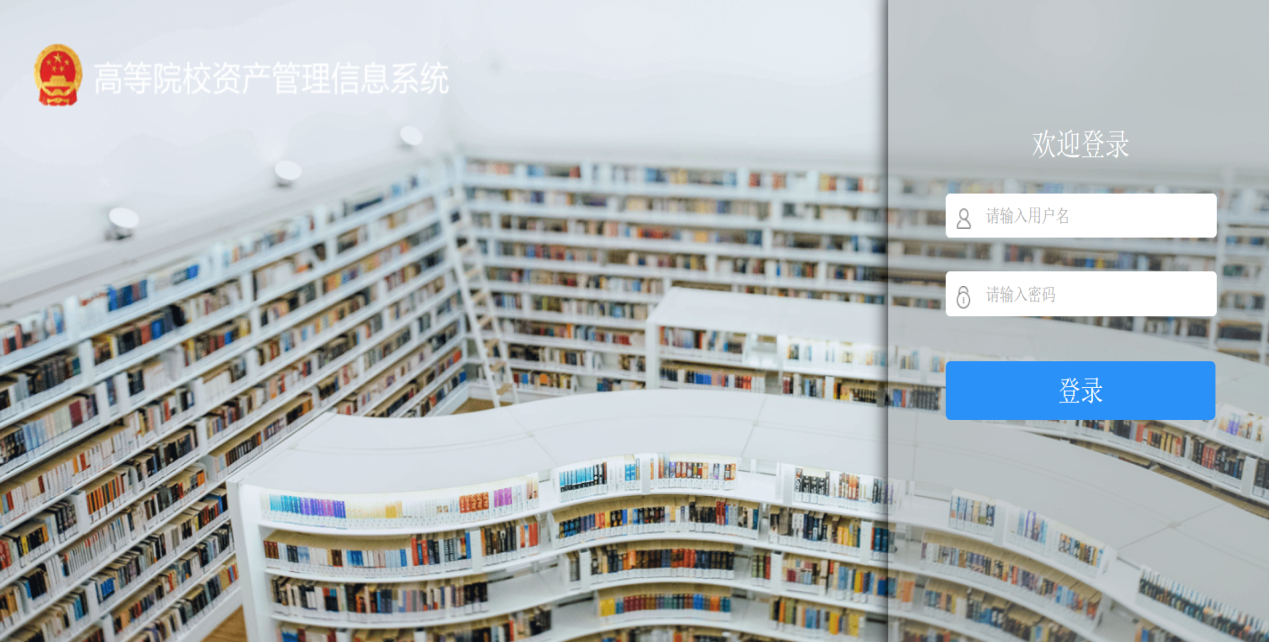 高等院校资产管理信息系统
欢迎登录
请输入用户名
请输入密码
登录